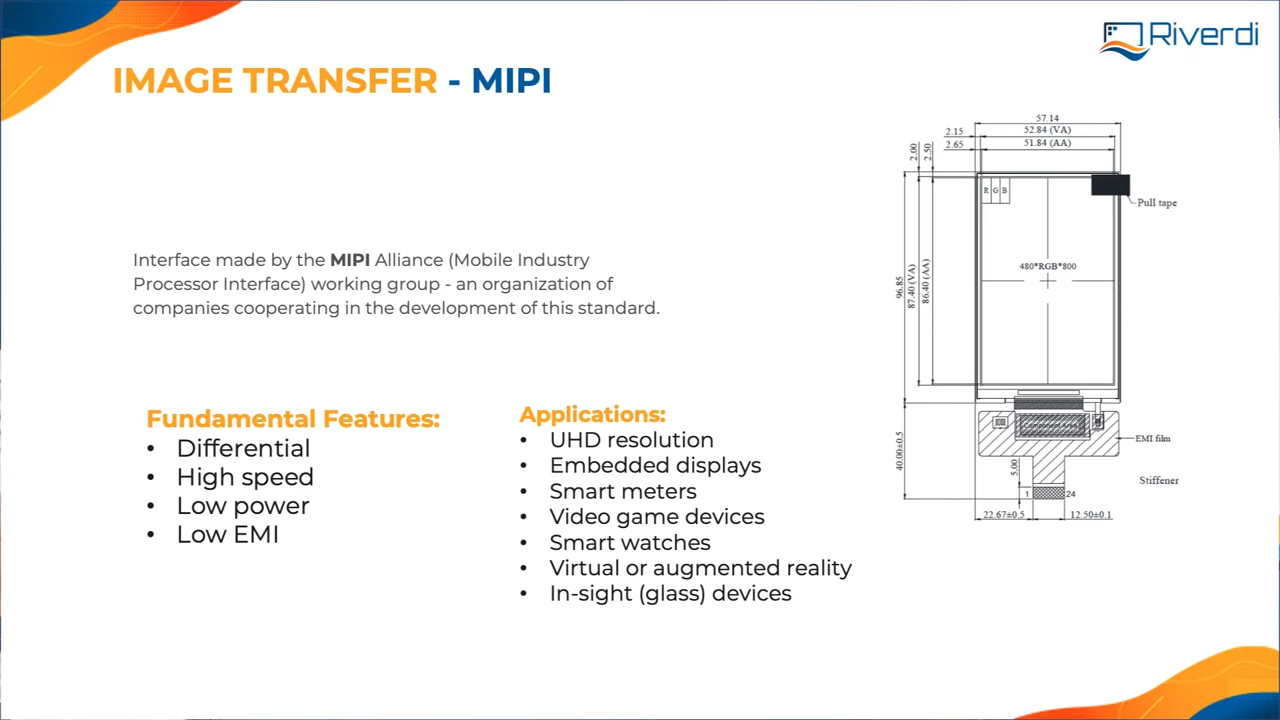 Riverdi
IMAGE TRANSFER - MIPI
Interface made by the MIPI Alliance (Mobile Industry
Processor Interface) working group - an organization of
companies cooperating in the development of this standard.
Fundamental Features:
• Differential
• High speed
• Low power
• Low EMI
Applications:
• UHD resolution
• Embedded displays
• Smart meters
• Video game devices
• Smart watches
• Virtual or augmented reality
• In-sight (glass) devices
57.14
2.15
52.84 (VA)
2.65
51.84 (AA)
2.00
2.50
R G B
Pull tape
480*RGB*800
96.85
87.40 (VA)
86.40 (AA)
EMI film
40.00±0.5
5.00
Stiffener
1
24
22.67±0.5
12.50±0.1